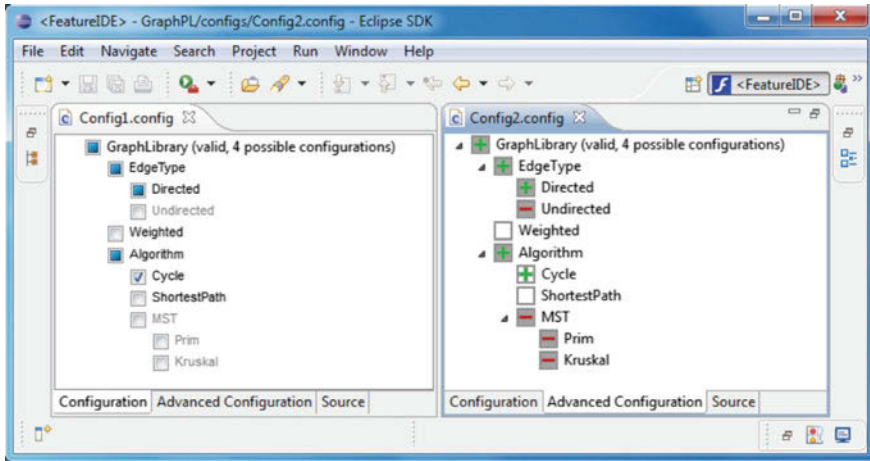 <FeatureIDE> - GraphPL/configs/Config2.config - Eclipse SDK
File Edit Navigate Search Project Run Window Help
<FeatureIDE>
Config1.config
GraphLibrary (valid, 4 possible configurations)
EdgeType
Directed
Undirected
Weighted
Algorithm
Cycle
ShortestPath
MST
Prim
Kruskal
Configuration Advanced Configuration Source
Config2.config
GraphLibrary (valid, 4 possible configurations)
EdgeType
Directed
Undirected
Weighted
Algorithm
Cycle
ShortestPath
MST
Prim
Kruskal
Configuration Advanced Configuration Source